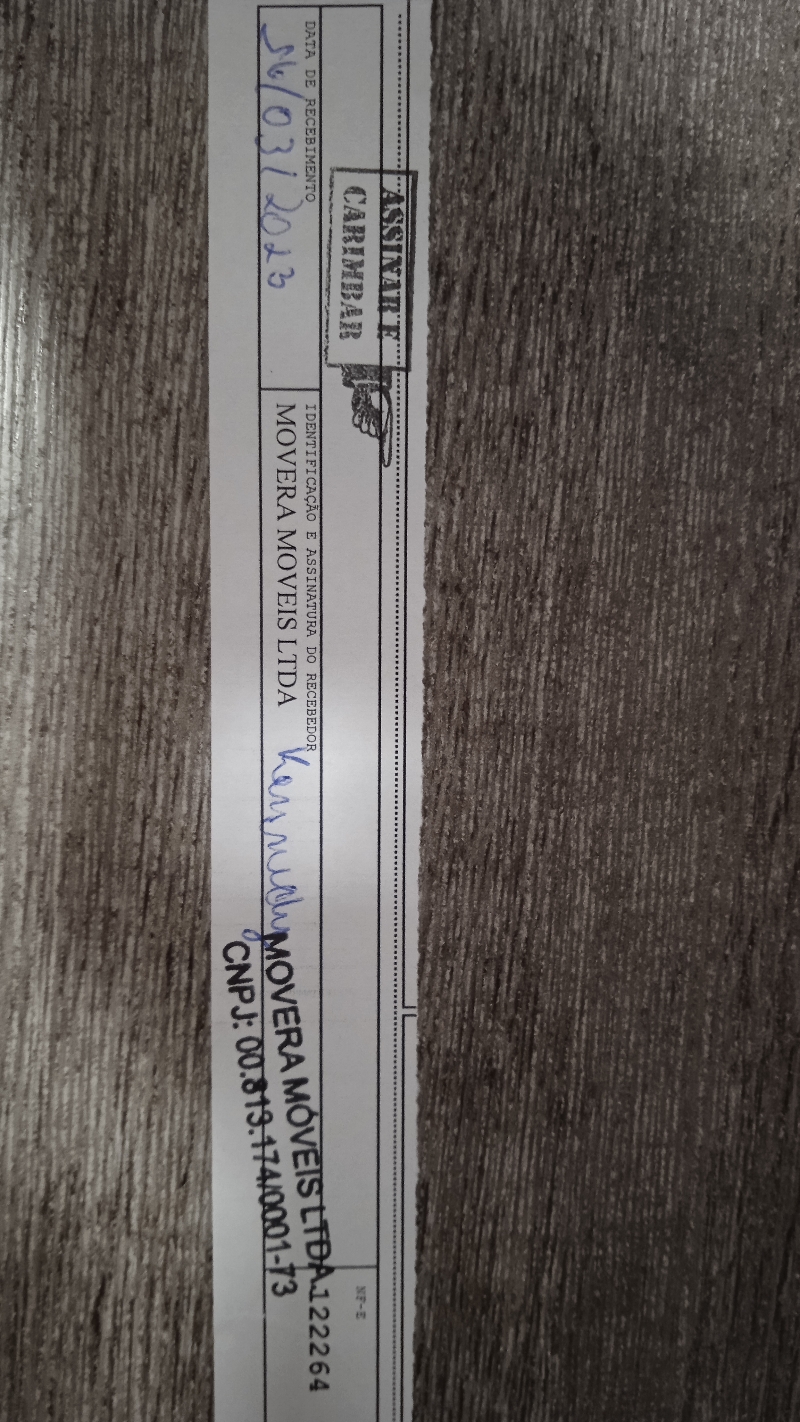 ASSINAR E
CARIMBAR
NF-E
122264
DATA DE RECEBIMENTO
/03/2023
IDENTIFICAÇÃO E ASSINATURA DO RECEBEDOR
MOVERA MOVEIS LTDA
Kennedy
MOVERA MÓVEIS LTDA
CNPJ: 00.813.174/0001-73